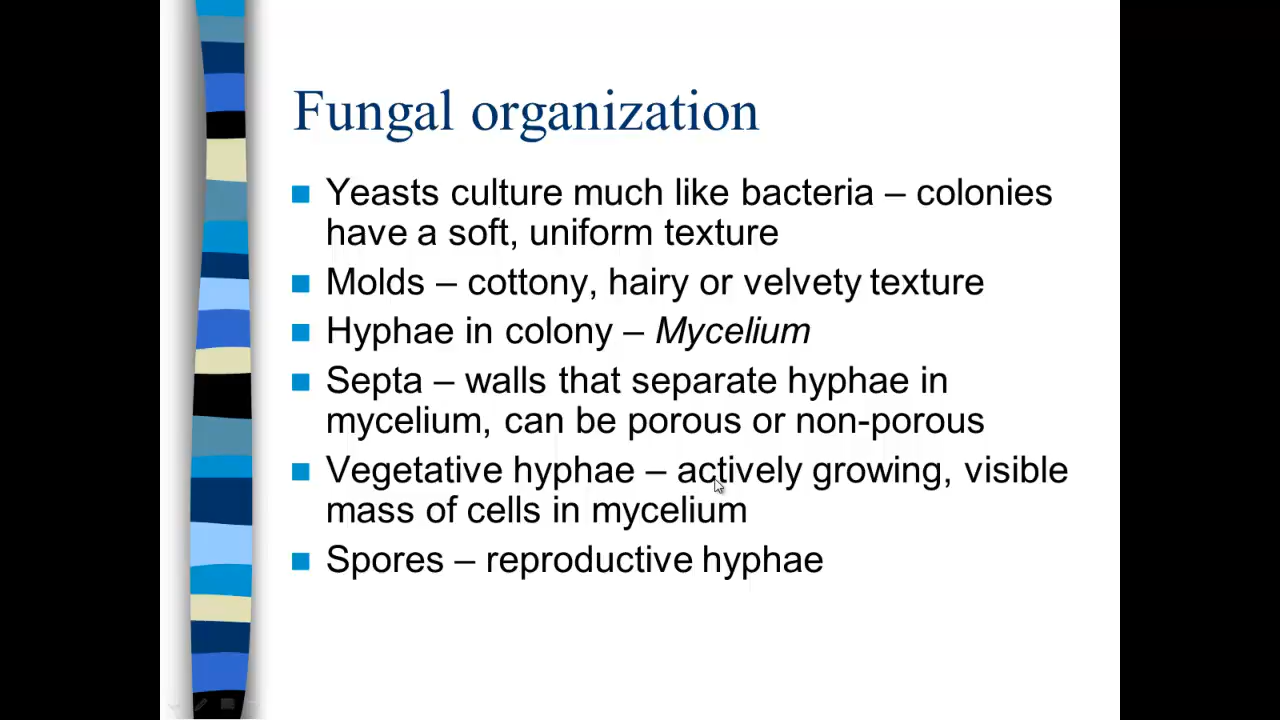 Fungal organization
Yeasts culture much like bacteria – colonies
have a soft, uniform texture
Molds – cottony, hairy or velvety texture
Hyphae in colony – Mycelium
Septa – walls that separate hyphae in
mycelium, can be porous or non-porous
Vegetative hyphae – actively growing, visible
mass of cells in mycelium
Spores – reproductive hyphae